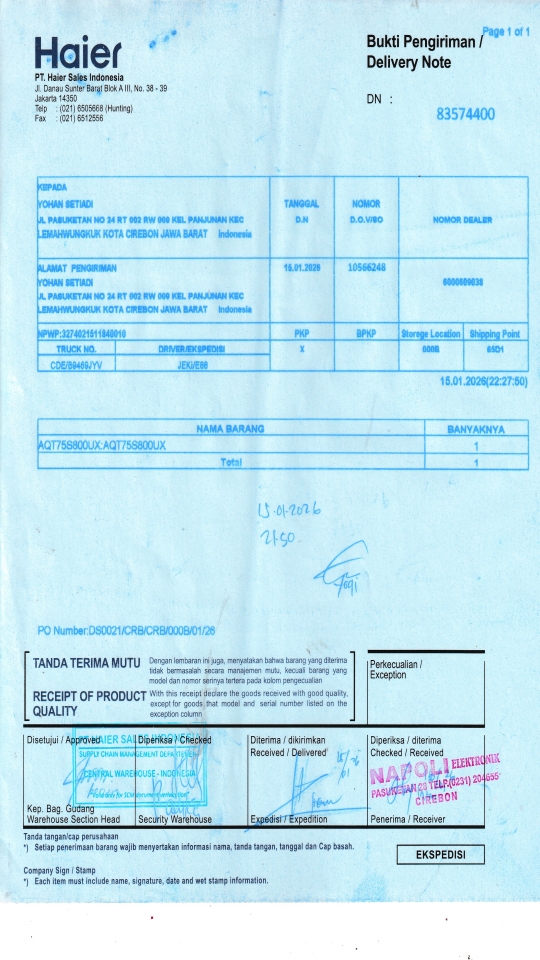 Page 1 of 1
Haier
PT. Haier Sales Indonesia
Jl. Danau Sunter Barat Blok A III, No. 38 - 39
Jakarta 14350
Telp : (021) 6505668 (Hunting)
Fax : (021) 6512556
Bukti Pengiriman /
Delivery Note
DN :
83574400
KEPADA
YOHAN SETIADI
JL PASUKETAN NO 24 RT 002 RW 009 KEL PANJUNAN KEC
LEMAHWUNGKUK KOTA CIREBON JAWA BARAT Indonesia
TANGGAL
D.N
NOMOR
D.O.V/SO
NOMOR DEALER
ALAMAT PENGIRIMAN
YOHAN SETIADI
JL PASUKETAN NO 24 RT 002 RW 009 KEL PANJUNAN KEC
LEMAHWUNGKUK KOTA CIREBON JAWA BARAT Indonesia
15.01.2026
10566248
NPWP:
PKP
BPKP
Storege Location
Shipping Point
TRUCK NO.
DRIVER/EKSPEDISI
X
000B
65D1
CDE/B9469JYV
JEKI/E66
15.01.2026(22:27:50)
NAMA BARANG
BANYAKNYA
AQT75S800UX:AQT75S800UX
1
Total
1
15.01.2026
21.50
PO Number:DS0021/CRB/CRB/000B/01/26
TANDA TERIMA MUTU
Dengan lembaran ini juga, menyatakan bahwa barang yang diterima
tidak bermasalah secara manajemen mutu, kecuali barang yang
model dan nomor serinya tertera pada kolom pengecualian
RECEIPT OF PRODUCT
QUALITY
With this receipt declare the goods received with good quality,
except for goods that model and serial number listed on the
exception column
Perkecualian /
Exception
Disetujui / Approved
Diperiksa / Checked
Diterima / dikirimkan
Received / Delivered
Diperiksa / diterima
Checked / Received
HAIER SALES INDONESIA
SUPPLY CHAIN MANAGEMENT DEPARTEMENT
CENTRAL WAREHOUSE - INDONESIA
NAPOLI ELEKTRONIK
PASUKETAN 28 TELP.(0231) 204655
CIREBON
Kep. Bag. Gudang
Warehouse Section Head
Security Warehouse
Expedisi / Expedition
Penerima / Receiver
Tanda tangan/cap perusahaan
*) Setiap penerimaan barang wajib menyertakan informasi nama, tanda tangan, tanggal dan Cap basah.
EKSPEDISI
Company Sign / Stamp
*) Each item must include name, signature, date and wet stamp information.